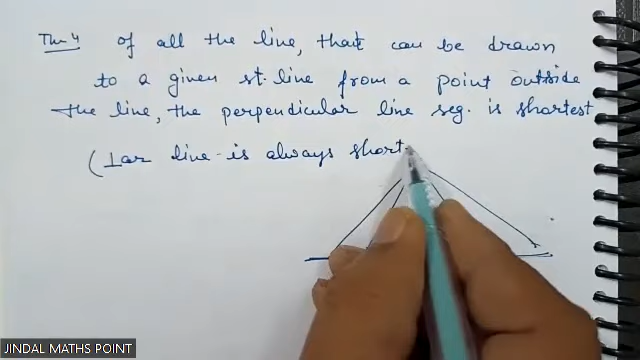 Thm 4 of all the line, that can be drawn
to a given st. line from a point outside
the line, the perpendicular line seg. is shortest
(⊥ar line is always short
JINDAL MATHS POINT